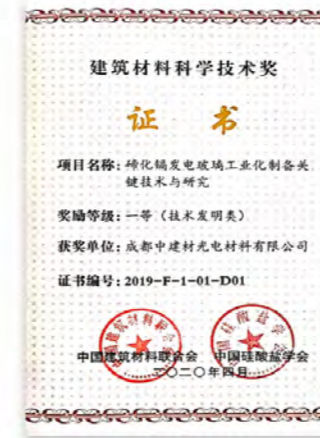 建筑材料科学技术奖
证 书
项目名称：碲化镉发电玻璃工业化制备关
键技术与研究
奖励等级：一等（技术发明类）
获奖单位：成都中建材光电材料有限公司
证书编号：2019-F-1-01-D01
中国建筑材料联合会 中国硅酸盐学会
二〇二〇年四月